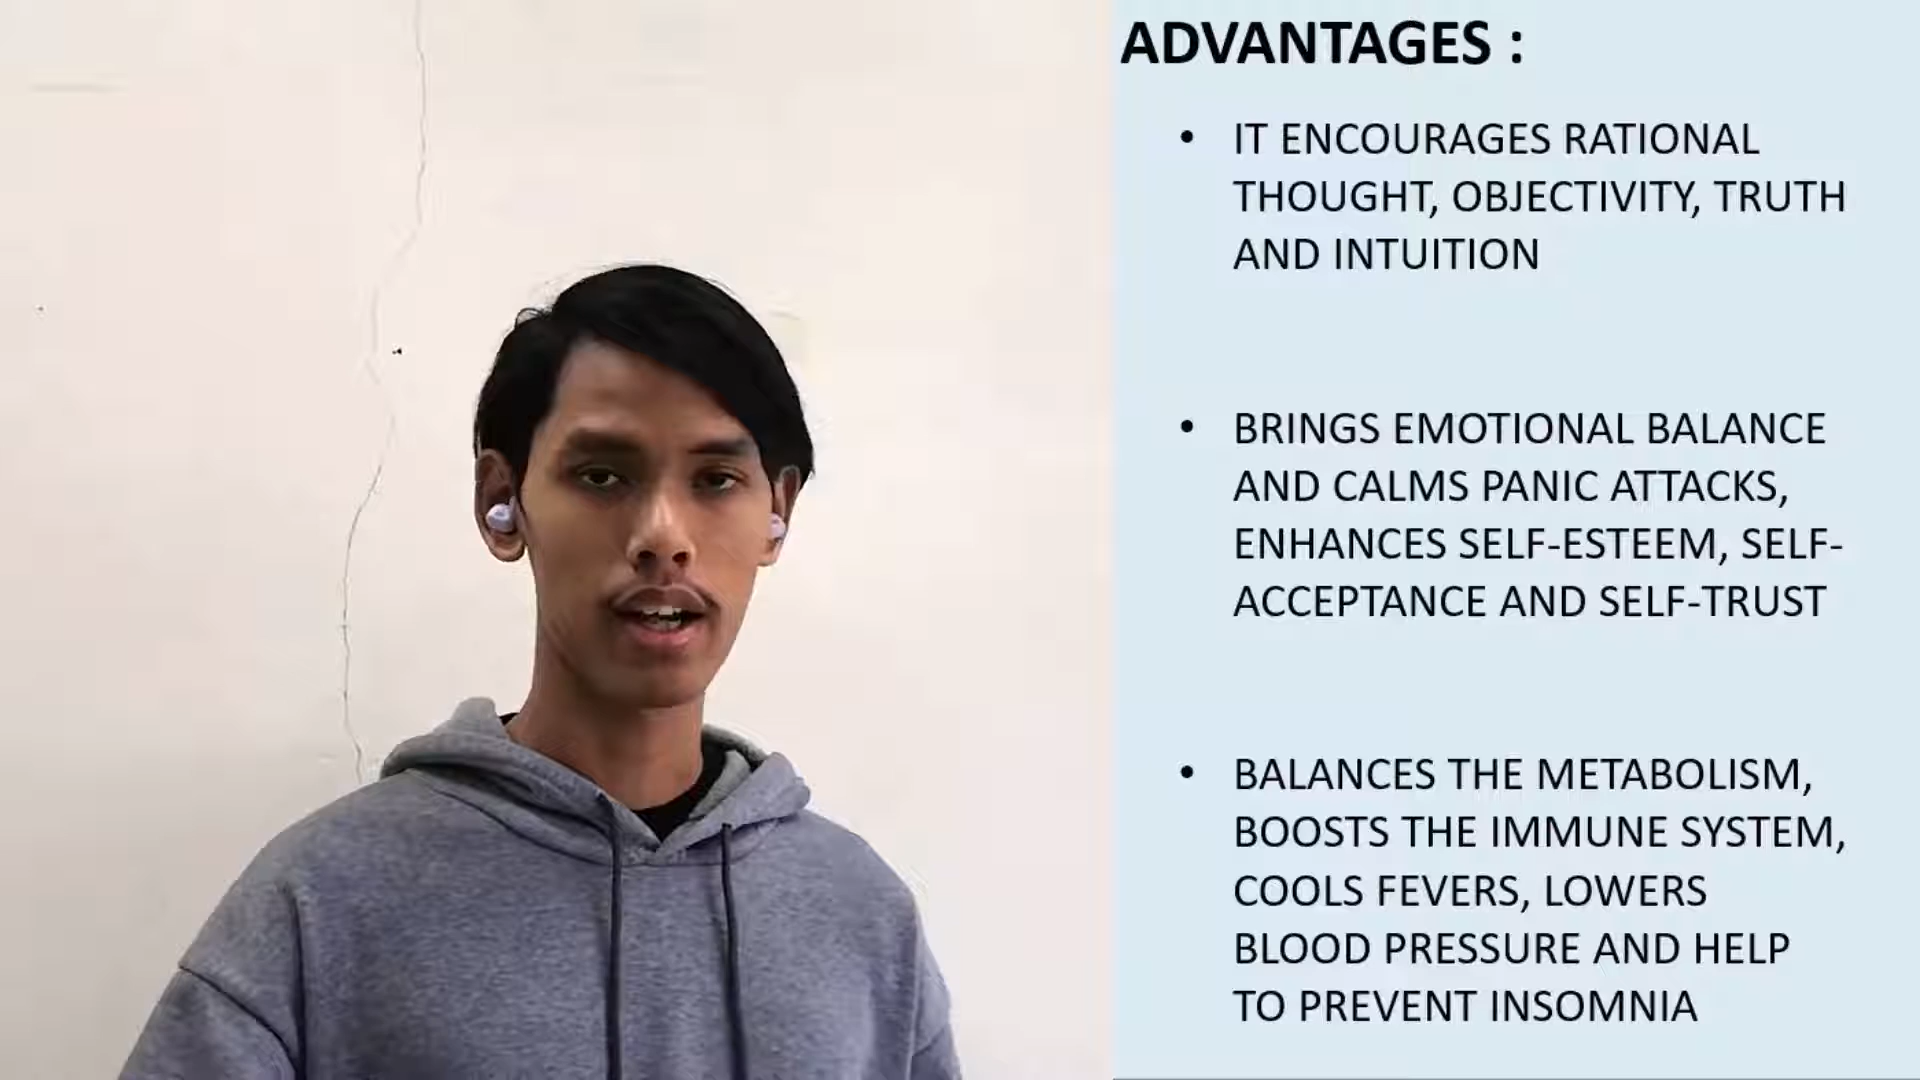 ADVANTAGES :
• IT ENCOURAGES RATIONAL
THOUGHT, OBJECTIVITY, TRUTH
AND INTUITION
• BRINGS EMOTIONAL BALANCE
AND CALMS PANIC ATTACKS,
ENHANCES SELF-ESTEEM, SELF-
ACCEPTANCE AND SELF-TRUST
• BALANCES THE METABOLISM,
BOOSTS THE IMMUNE SYSTEM,
COOLS FEVERS, LOWERS
BLOOD PRESSURE AND HELP
TO PREVENT INSOMNIA